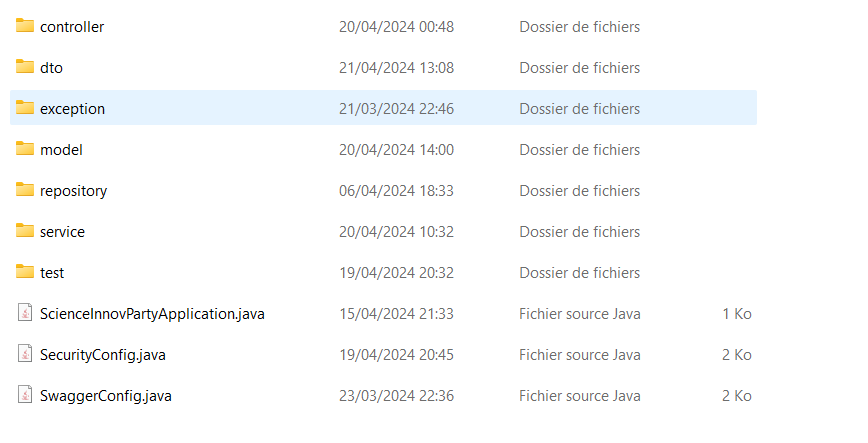 controller 20/04/2024 00:48 Dossier de fichiers
dto 21/04/2024 13:08 Dossier de fichiers
exception 21/03/2024 22:46 Dossier de fichiers
model 20/04/2024 14:00 Dossier de fichiers
repository 06/04/2024 18:33 Dossier de fichiers
service 20/04/2024 10:32 Dossier de fichiers
test 19/04/2024 20:32 Dossier de fichiers
ScienceInnovPartyApplication.java 15/04/2024 21:33 Fichier source Java 1 Ko
SecurityConfig.java 19/04/2024 20:45 Fichier source Java 2 Ko
SwaggerConfig.java 23/03/2024 22:36 Fichier source Java 2 Ko